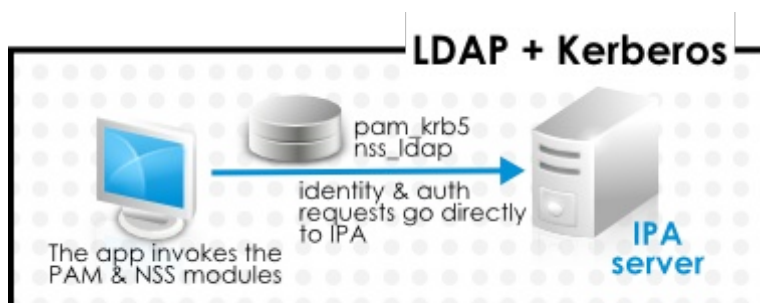 LDAP + Kerberos
pam_krb5
nss_ldap
identity & auth
requests go directly
to IPA
The app invokes the
PAM & NSS modules
IPA
server